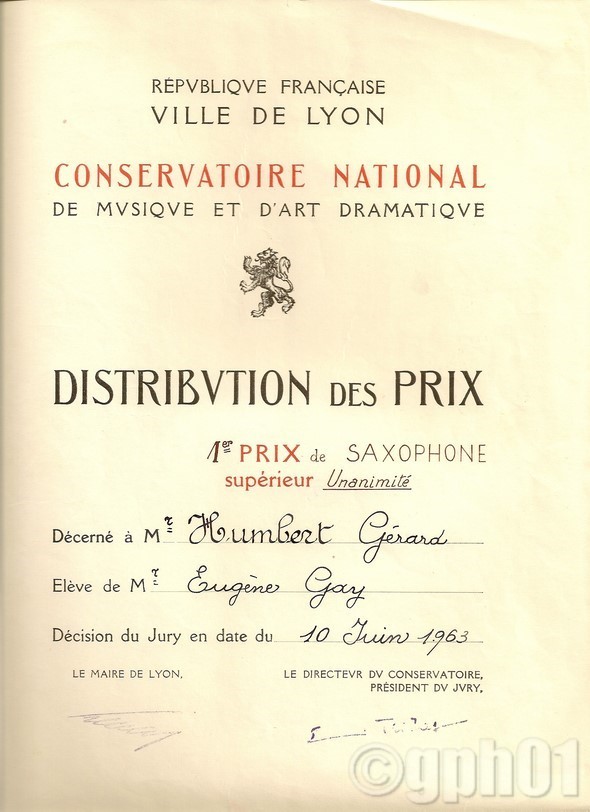 RÉPVBLIQVE FRANÇAISE
VILLE DE LYON
CONSERVATOIRE NATIONAL
DE MVSIQVE ET D'ART DRAMATIQVE
DISTRIBVTION DES PRIX
1er PRIX de SAXOPHONE
supérieur Unanimité
Décerné à Mr Humbert Gérard
Elève de Mr Eugène Gay
Décision du Jury en date du 10 Juin 1963
LE MAIRE DE LYON,
LE DIRECTEVR DV CONSERVATOIRE,
PRÉSIDENT DV JVRY,
©gph01